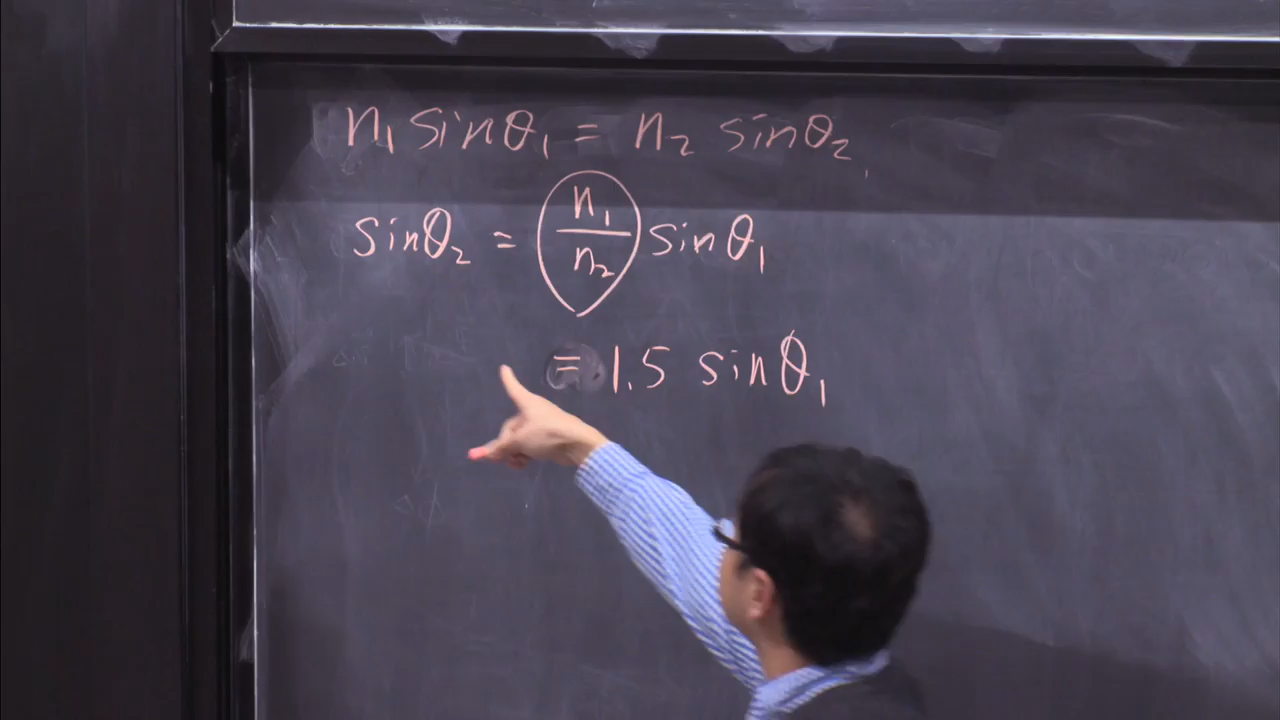 n₁ sinθ₁ = n₂ sinθ₂
sinθ₂ = (n₁/n₂) sinθ₁
= 1.5 sinθ₁